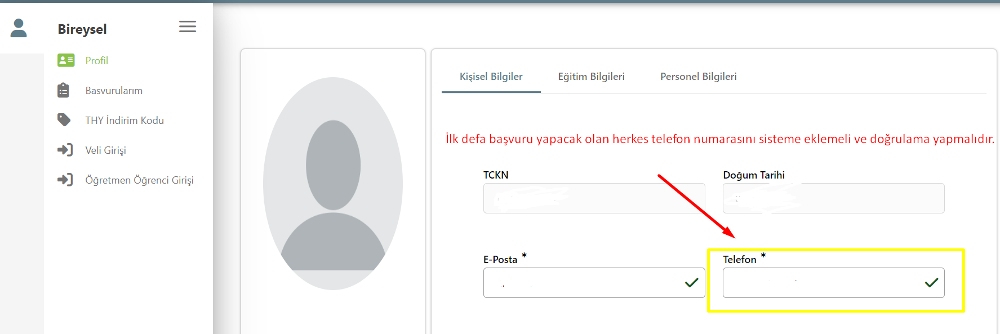 Bireysel
Profil
Basvurularım
THY İndirim Kodu
Veli Girişi
Öğretmen Öğrenci Girişi
Kişisel Bilgiler
Eğitim Bilgileri
Personel Bilgileri
İlk defa başvuru yapacak olan herkes telefon numarasını sisteme eklemeli ve doğrulama yapmalıdır.
TCKN
Doğum Tarihi
E-Posta *
Telefon *